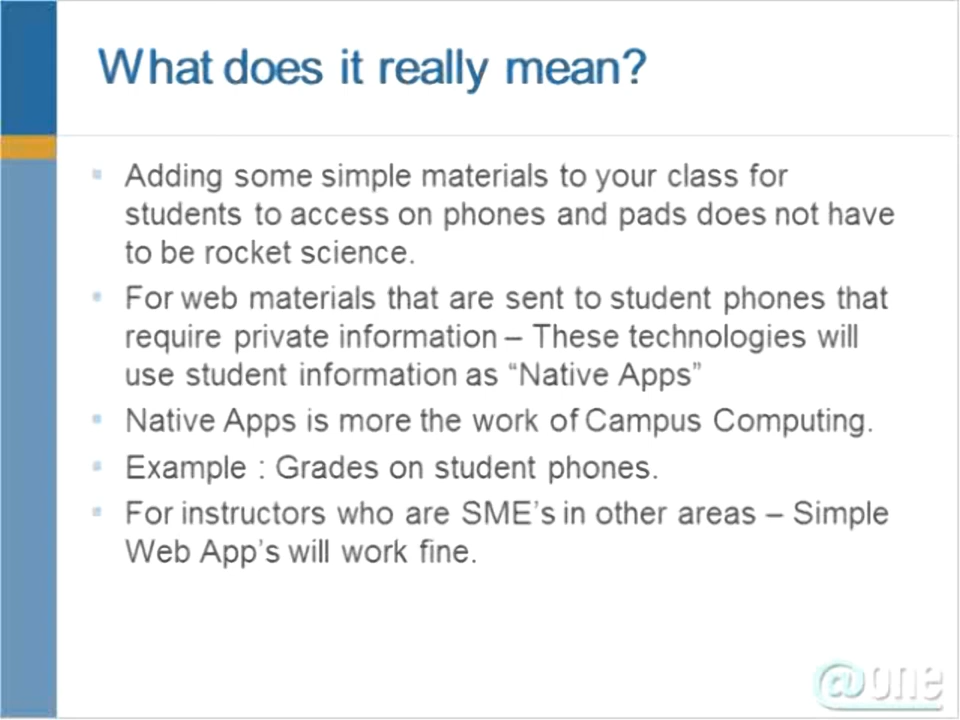 What does it really mean?
Adding some simple materials to your class for
students to access on phones and pads does not have
to be rocket science.
For web materials that are sent to student phones that
require private information – These technologies will
use student information as “Native Apps”
Native Apps is more the work of Campus Computing.
Example : Grades on student phones.
For instructors who are SME’s in other areas – Simple
Web App’s will work fine.
@one